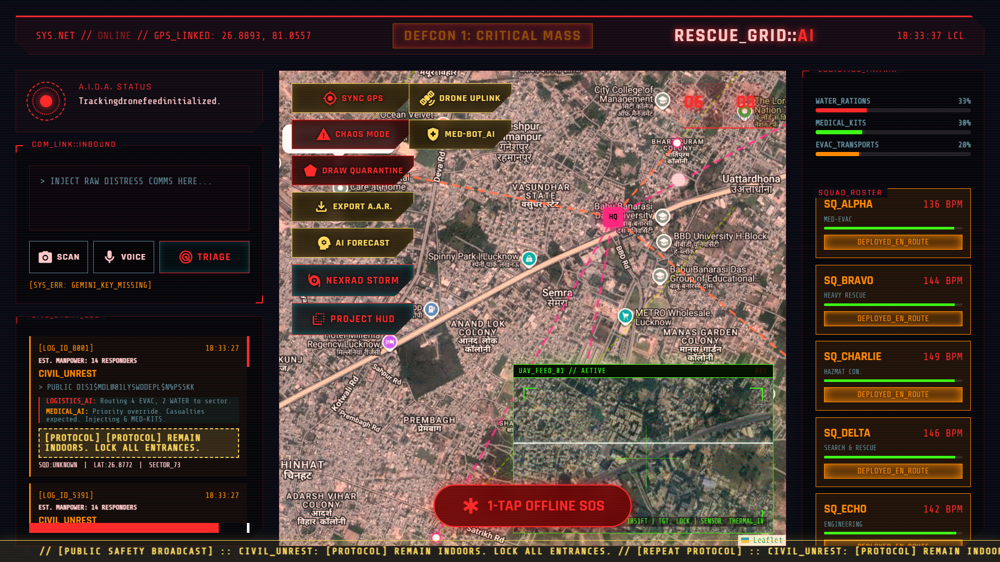 SYS.NET // ONLINE // GPS_LINKED: 26.8893, 81.0557
DEFCON 1: CRITICAL MASS
RESCUE_GRID::AI
18:33:37 LCL
A.I.D.A. STATUS
Trackingdronefeedinitialized.
COM_LINK::INBOUND
> INJECT RAW DISTRESS COMMS HERE...
SCAN
VOICE
TRIAGE
[SYS_ERR: GEMINI_KEY_MISSING]
[LOG_ID_8001] 18:33:27
EST. MANPOWER: 14 RESPONDERS
CIVIL_UNREST
> PUBLIC DIS1$MDL@01LYSWDDEPL$N%PS5KK
LOGISTICS_AI: Routing 4 EVAC, 2 WATER to sector.
MEDICAL_AI: Priority override. Casualties
expected. Injecting 6 MED-KITS.
[PROTOCOL] [PROTOCOL] REMAIN
INDOORS. LOCK ALL ENTRANCES.
SQD:UNKNOWN | LAT:26.8772 | SECTOR_73
[LOG_ID_5391] 18:33:27
EST. MANPOWER: 14 RESPONDERS
CIVIL_UNREST
SYNC GPS
DRONE UPLINK
CHAOS MODE
MED-BOT_AI
DRAW QUARANTINE
EXPORT A.A.R.
AI FORECAST
NEXRAD STORM
PROJECT HUD
मयूर विहार
Ocean Velvet
Care at Home
Deva Rd
गनेशपुर
रहमानपुर
City College of
Management
सिटी कॉलेज
ऑफ़ मैनेजमेंट
06
03
The Lor
Nation
BHARTIPURAM
COLONY
भारतिपुरम
कॉलोनी
Uattardhona
उअत्तार्धोना
VASUNDHAR
STATE
वसुंधर स्टेट
Babu Banarasi
Das University
बाबू बनारसी
दस यूनिवर्सिटी
HQ
BBD University H-Block
बीबीडी यूनिवर्सिटी
ह-ब्लॉक
BBD Rd
Spinny Park | Lucknow
स्पेनी पार्क लखनऊ
Babu Banarasi Das
Group of Educational...
बाबू बनारसी दास
Semra
सेमरा
METRO Wholesale,
Lucknow
ANAND LOK
COLONY
आनंद लोक
कॉलोनी
MANAS GARDEN
COLONY
मानस गार्डन
कॉलोनी
Hotel Millenia
Regency Lucknow
मिल्लेनिया रीजेंसी
KUNJ
Sahpur Rd
Kotwali Rd
Prembagh Rd
PREMBAGH
प्रेमबाग
HINHAT
चिनहट
ADARSH VIHAR
COLONY
आदर्श
विहार कॉलोनी
Satrikh Rd
UAV_FEED_01 // ACTIVE
REC
1051FT | TGT: LOCK | SENSOR: THERMAL_IV
1-TAP OFFLINE SOS
Leaflet
WATER_RATIONS 33%
MEDICAL_KITS 30%
EVAC_TRANSPORTS 28%
SQUAD_ROSTER
SQ_ALPHA 136 BPM
MED-EVAC
DEPLOYED_EN_ROUTE
SQ_BRAVO 144 BPM
HEAVY RESCUE
DEPLOYED_EN_ROUTE
SQ_CHARLIE 149 BPM
HAZMAT CON.
DEPLOYED_EN_ROUTE
SQ_DELTA 146 BPM
SEARCH & RESCUE
DEPLOYED_EN_ROUTE
SQ_ECHO 142 BPM
ENGINEERING
// [PUBLIC SAFETY BROADCAST] :: CIVIL_UNREST: [PROTOCOL] REMAIN INDOORS. LOCK ALL ENTRANCES. // [REPEAT PROTOCOL] :: CIVIL_UNREST: [PROTOCOL] REMAIN INDOOR